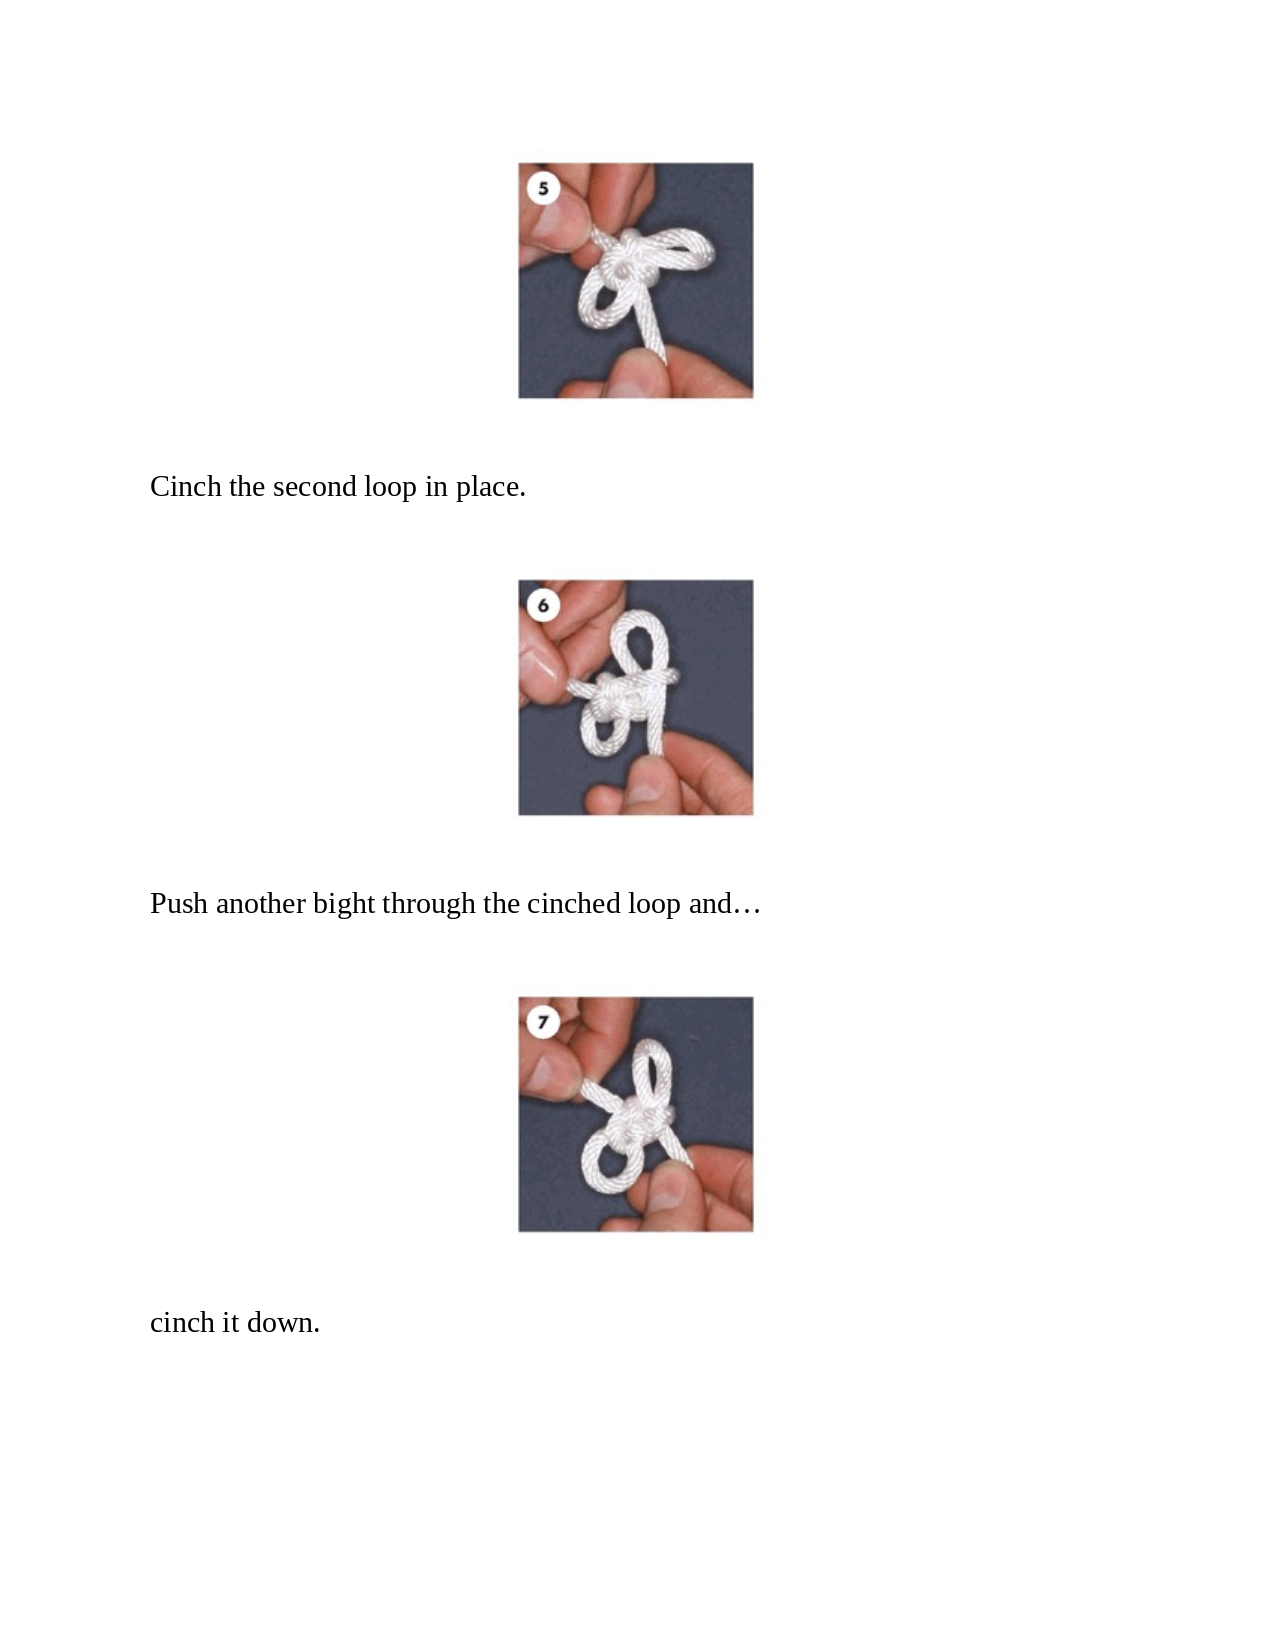 5
Cinch the second loop in place.
6
Push another bight through the cinched loop and…
7
cinch it down.